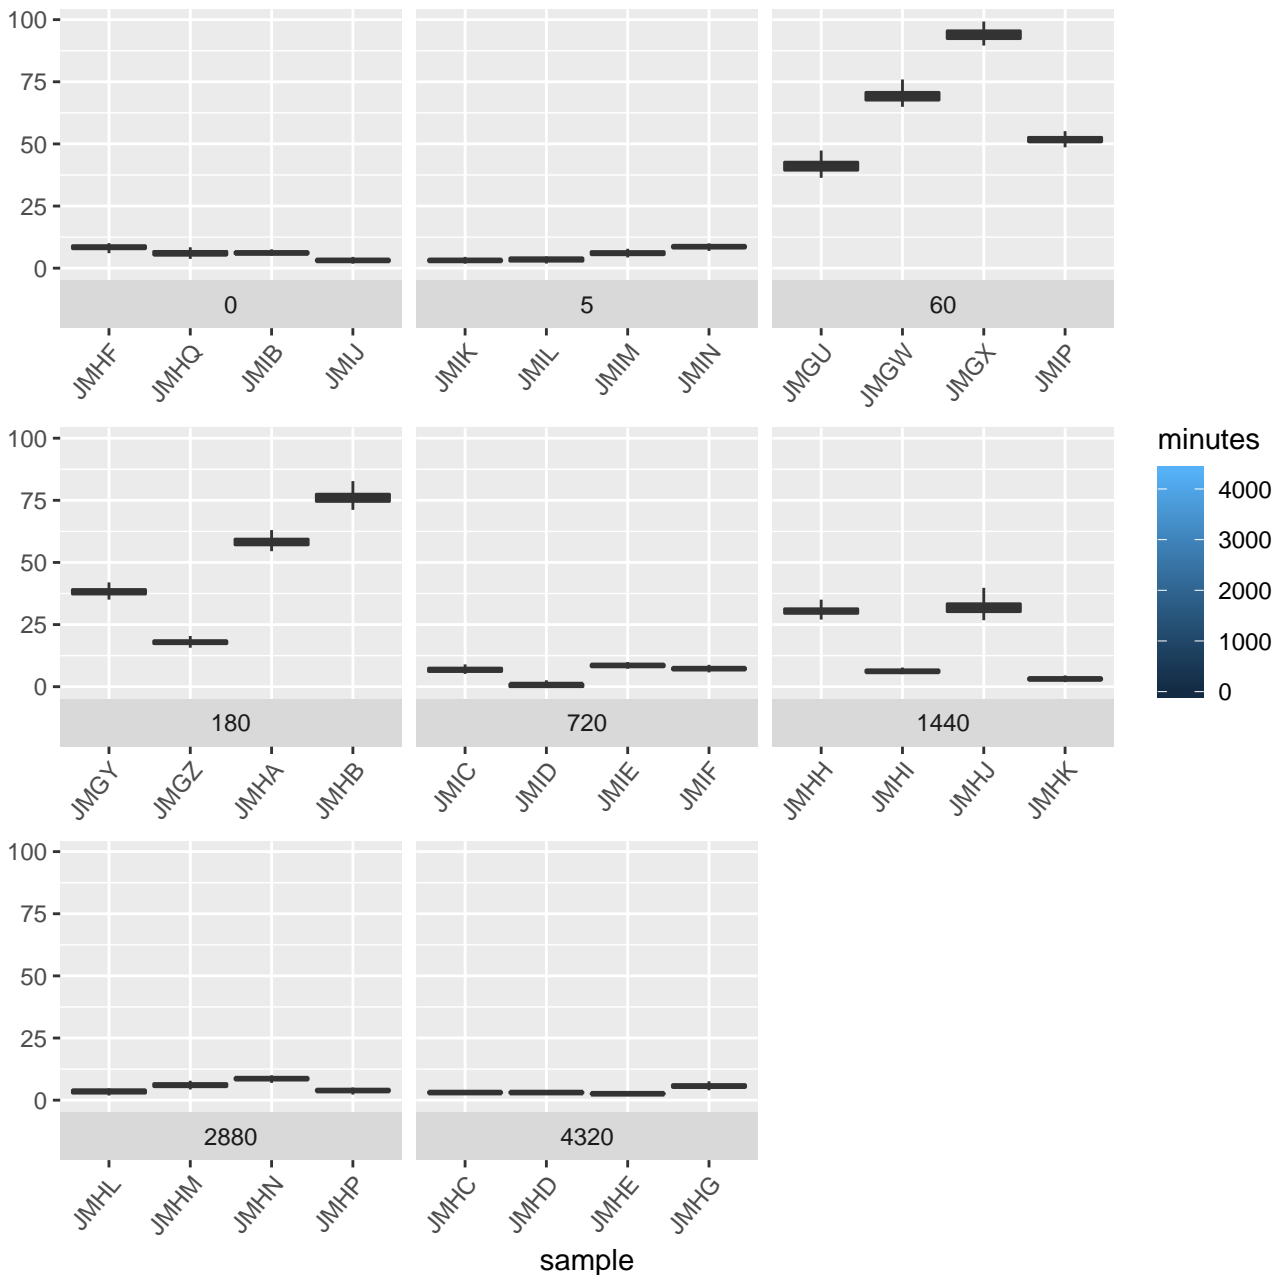 100
75
50
25
0
0
5
60
JMHF JMHQ JMIB JMIJ
JMIK JMIL JMIM JMIN
JMGU JMGW JMGX JMIP
100
75
50
25
0
180
720
1440
JMGY JMGZ JMHA JMHB
JMIC JMID JMIE JMIF
JMHH JMHI JMHJ JMHK
100
75
50
25
0
2880
4320
JMHL JMHM JMHN JMHP
JMHC JMHD JMHE JMHG
sample
minutes
4000
3000
2000
1000
0